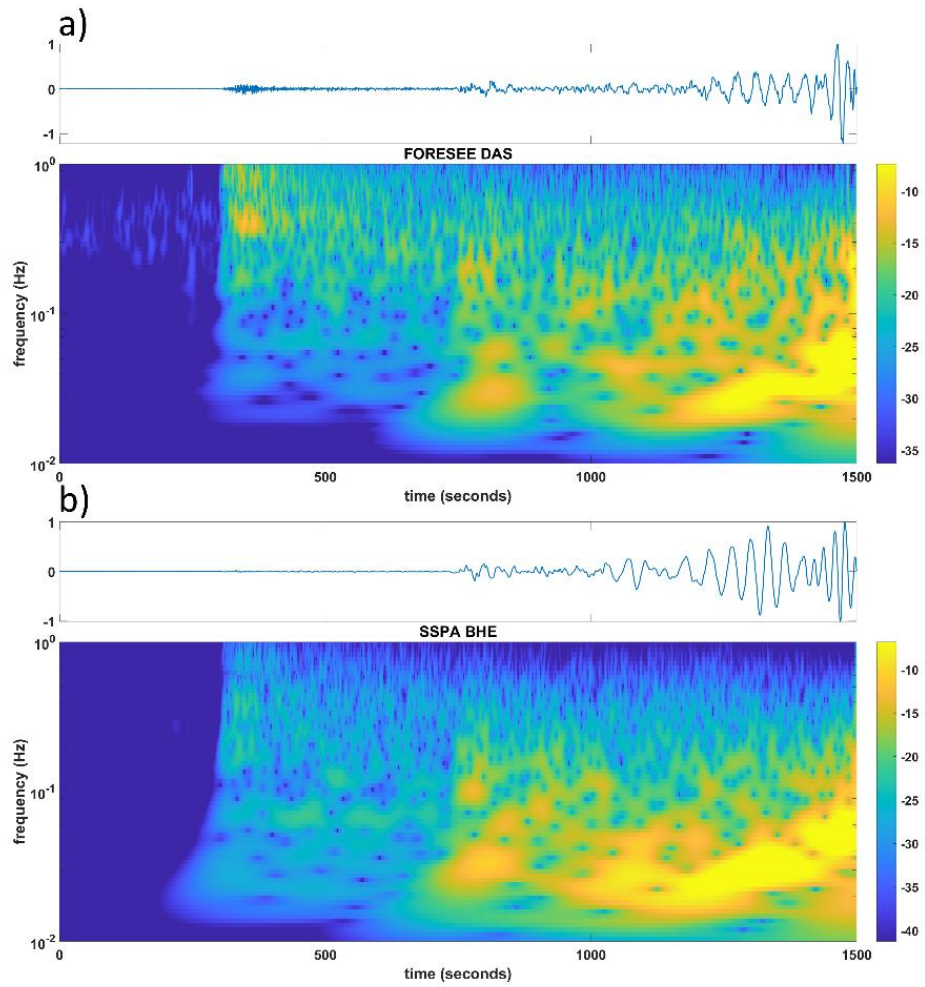 a)
1
0
-1
FORESEE DAS
10^0
10^-1
10^-2
frequency (Hz)
0 500 1000 1500
time (seconds)
-10
-15
-20
-25
-30
-35
b)
1
0
-1
SSPA BHE
10^0
10^-1
10^-2
frequency (Hz)
0 500 1000 1500
time (seconds)
-10
-15
-20
-25
-30
-35
-40